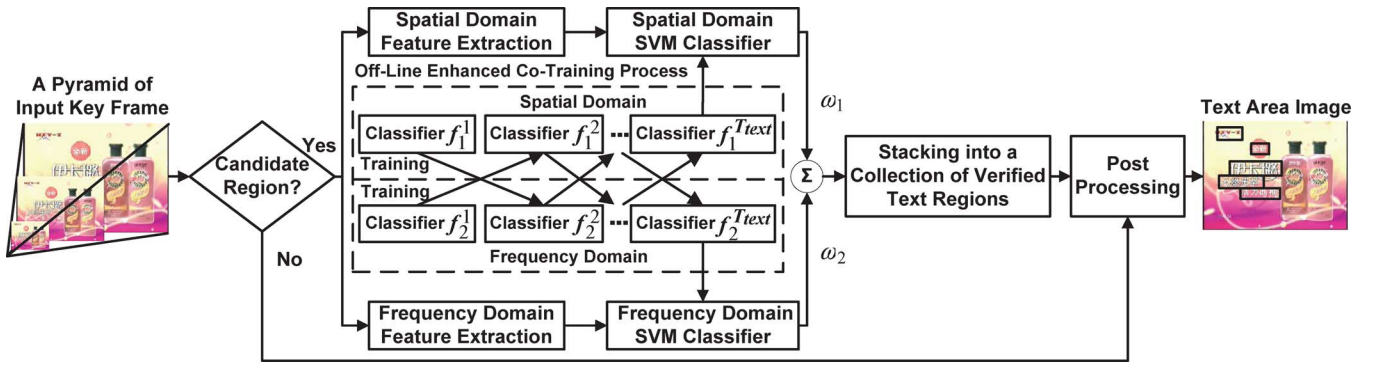 A Pyramid of
Input Key Frame
Candidate
Region?
Yes
No
Spatial Domain
Feature Extraction
Spatial Domain
SVM Classifier
Off-Line Enhanced Co-Training Process
Spatial Domain
Classifier f₁¹
Classifier f₁²
...
Classifier f₁ᵀᵗᵉˣᵗ
Training
Training
Classifier f₂¹
Classifier f₂²
...
Classifier f₂ᵀᵗᵉˣᵗ
Frequency Domain
Frequency Domain
Feature Extraction
Frequency Domain
SVM Classifier
ω₁
Σ
ω₂
Stacking into a
Collection of Verified
Text Regions
Post
Processing
Text Area Image